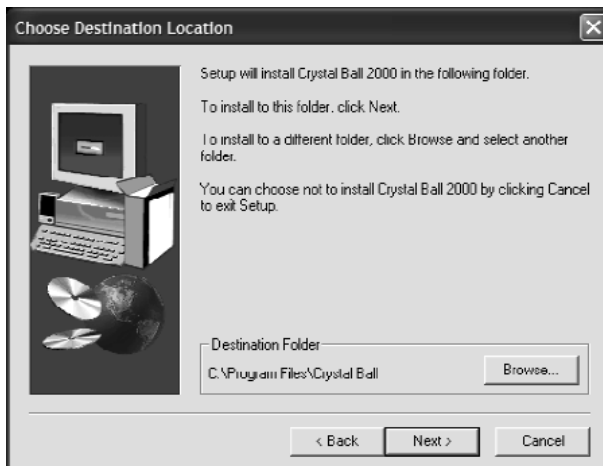 Choose Destination Location
Setup will install Crystal Ball 2000 in the following folder.
To install to this folder, click Next.
To install to a different folder, click Browse and select another
folder.
You can choose not to install Crystal Ball 2000 by clicking Cancel
to exit Setup.
Destination Folder
C:\Program Files\Crystal Ball
Browse...
< Back
Next >
Cancel